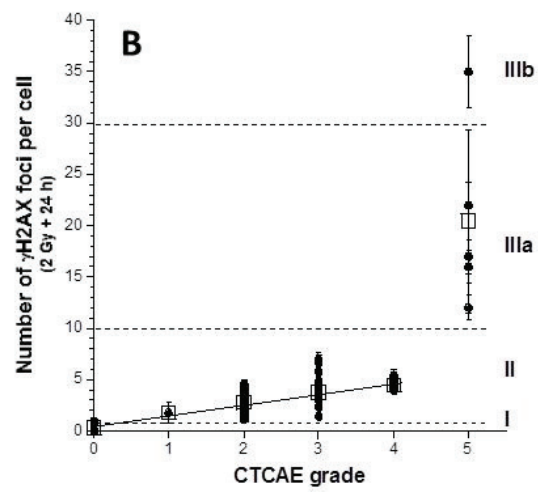 B
Number of γH2AX foci per cell
(2 Gy + 24 h)
40
35
30
25
20
15
10
5
0
IIIb
IIIa
II
I
0 1 2 3 4 5
CTCAE grade